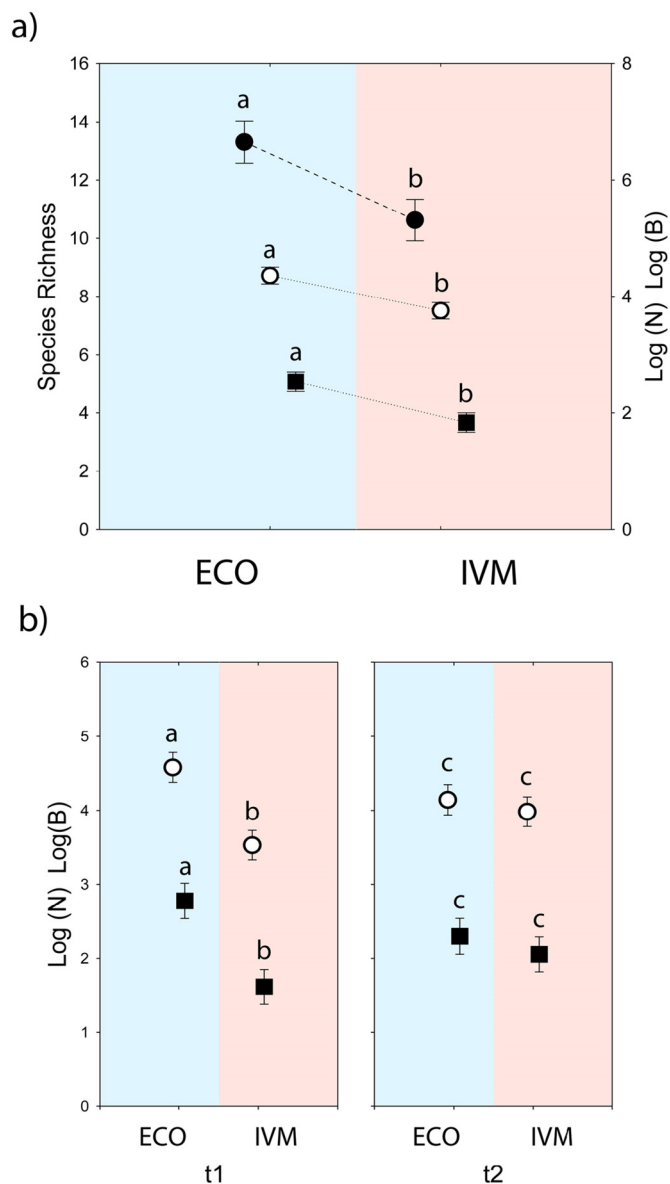 a)
16
14
12
10
8
6
4
2
0
Species Richness
8
6
4
2
0
Log (N) Log (B)
a
b
a
b
a
b
ECO IVM
b)
6
5
4
3
2
1
0
Log (N) Log(B)
a
b
a
b
c
c
c
c
ECO IVM ECO IVM
t1 t2